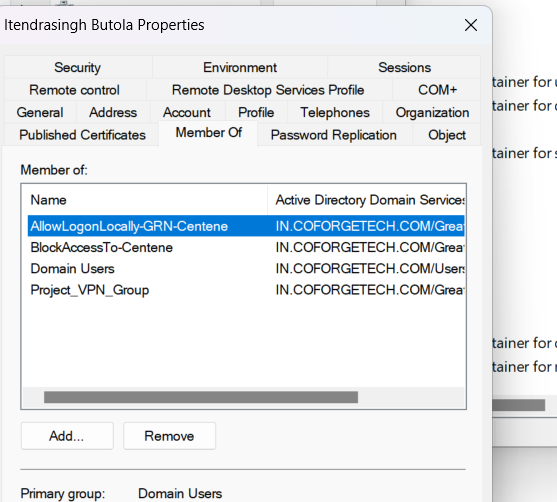 Itendrasingh Butola Properties
Security Environment Sessions
Remote control Remote Desktop Services Profile COM+
General Address Account Profile Telephones Organization
Published Certificates Member Of Password Replication Object
Member of:
Name Active Directory Domain Services
AllowLogonLocally-GRN-Centene IN.COFORGETECH.COM/Grea
BlockAccessTo-Centene IN.COFORGETECH.COM/Grea
Domain Users IN.COFORGETECH.COM/Users
Project_VPN_Group IN.COFORGETECH.COM/Grea
Add... Remove
Primary group: Domain Users
tainer for u
tainer for
tainer for s
tainer for
tainer for